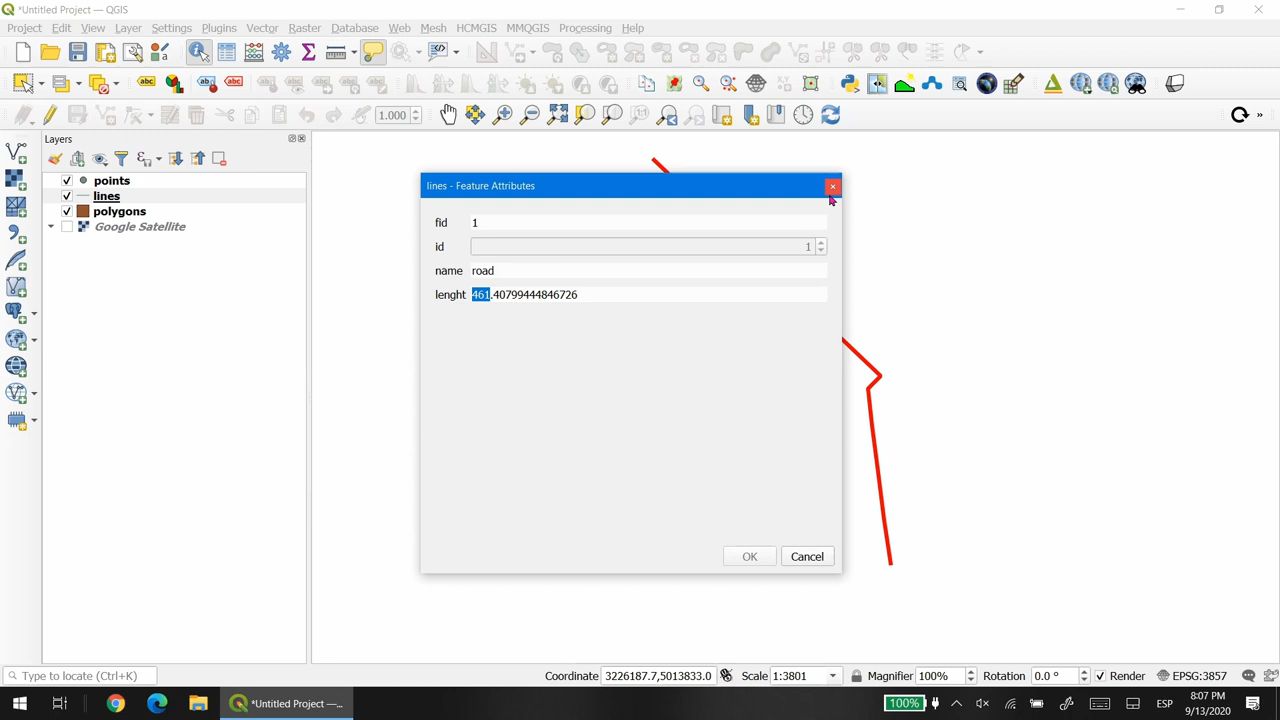 *Untitled Project — QGIS
Project Edit View Layer Settings Plugins Vector Raster Database Web Mesh HCMGIS MMQGIS Processing Help
abc abc abc
1.000
Layers
points
lines
polygons
Google Satellite
lines - Feature Attributes
fid 1
id 1
name road
lenght 461.40799444846726
OK Cancel
Type to locate (Ctrl+K) Coordinate 3226187.7,5013833.0 Scale 1:3801 Magnifier 100% Rotation 0.0 ° Render EPSG:3857
*Untitled Project —... 100% ESP 8:07 PM
9/13/2020